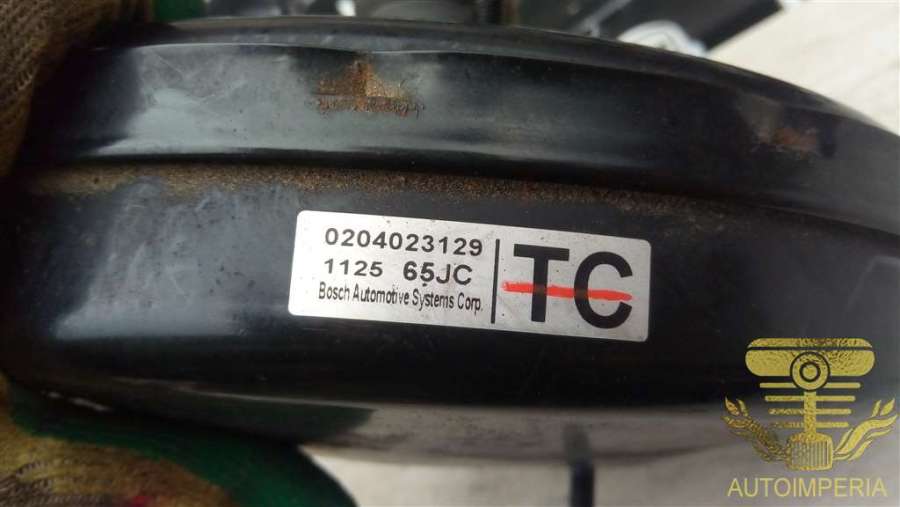 0204023129
1125 65JC
Bosch Automotive Systems Corp.
TC
AUTOIMPERIA